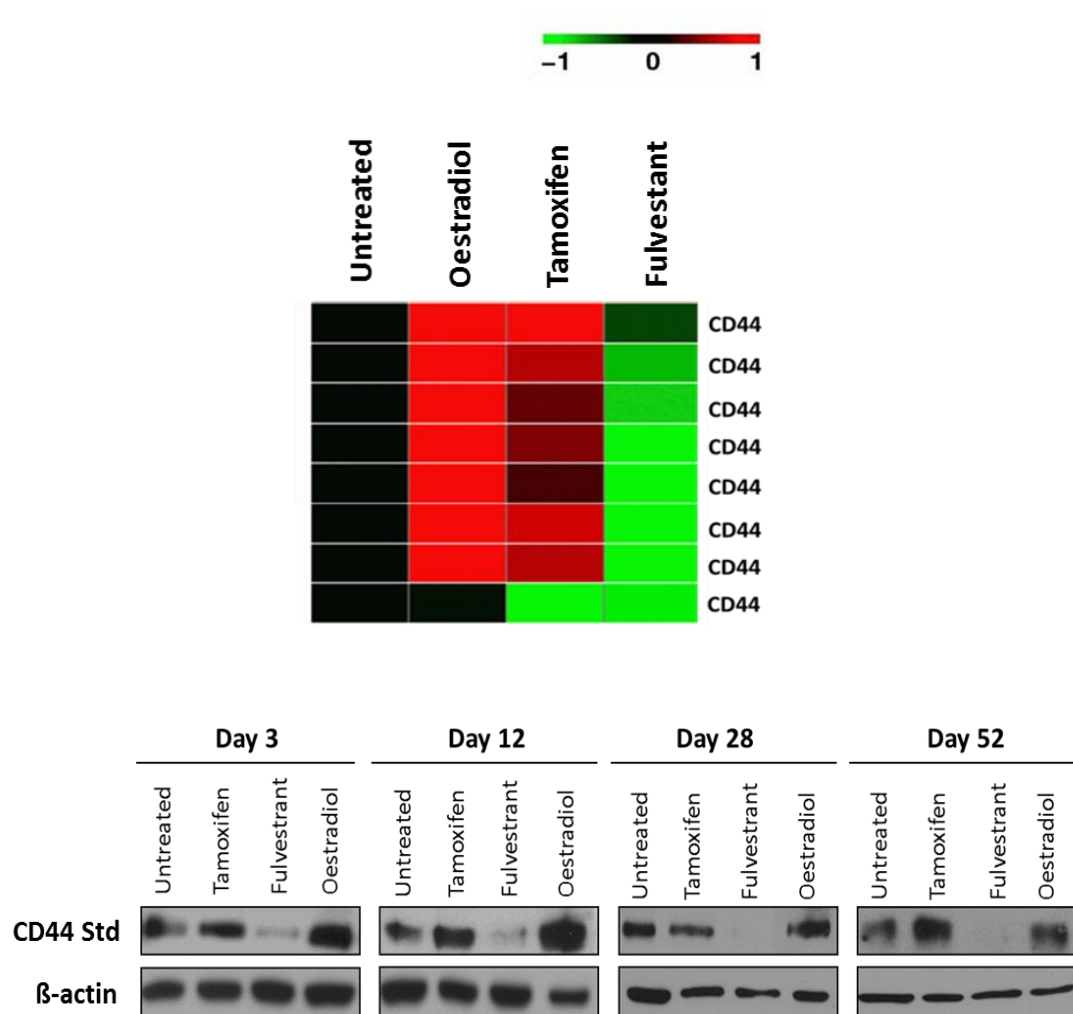 −1 0 1
Untreated
Oestradiol
Tamoxifen
Fulvestant
CD44
CD44
CD44
CD44
CD44
CD44
CD44
CD44
Day 3 Day 12 Day 28 Day 52
Untreated
Tamoxifen
Fulvestrant
Oestradiol
Untreated
Tamoxifen
Fulvestrant
Oestradiol
Untreated
Tamoxifen
Fulvestrant
Oestradiol
Untreated
Tamoxifen
Fulvestrant
Oestradiol
CD44 Std
ß-actin